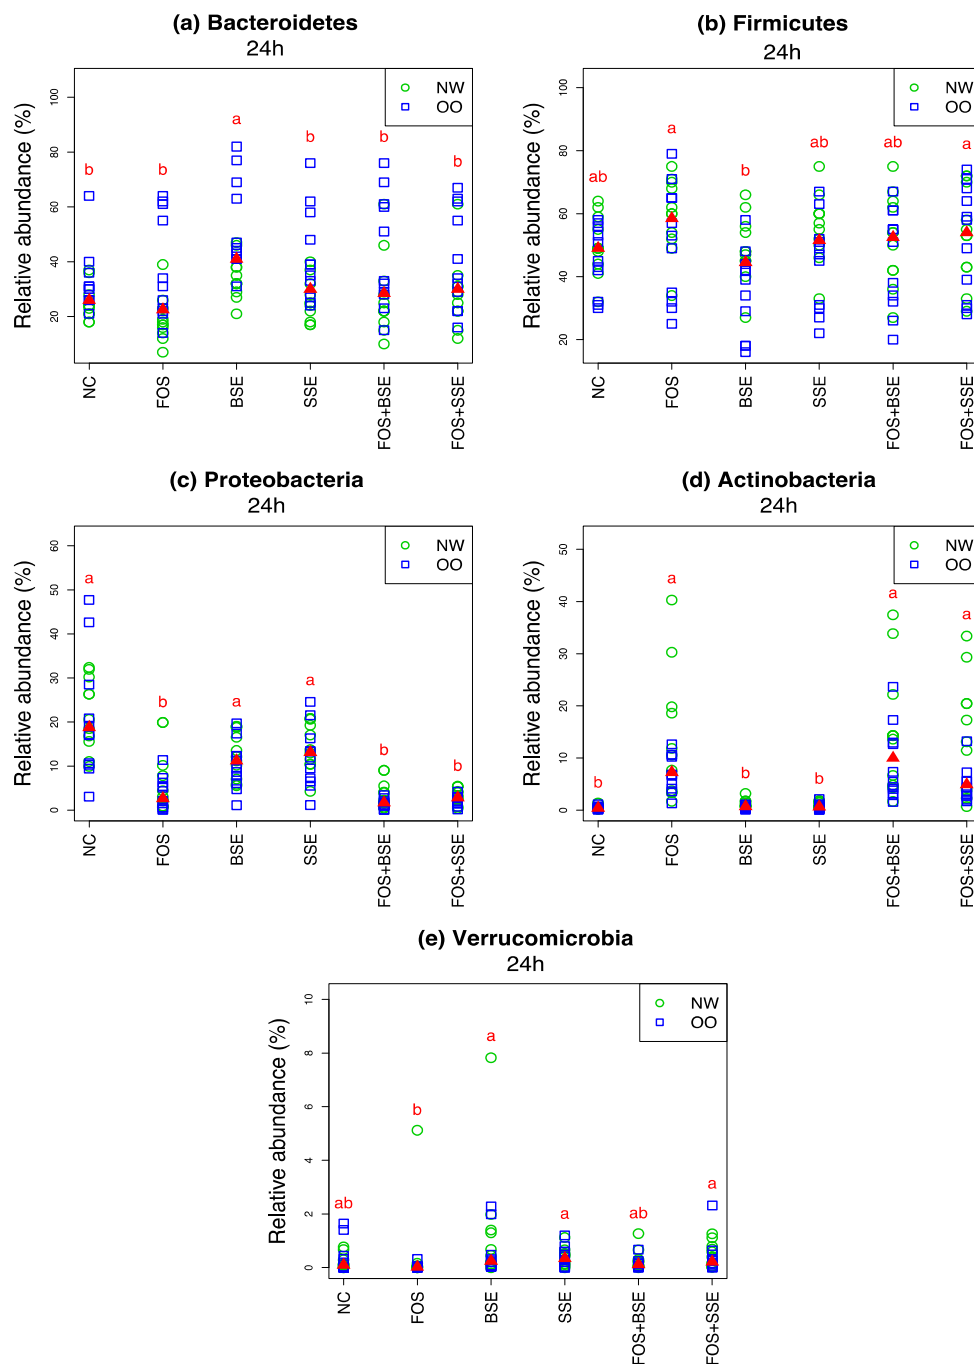 (a) Bacteroidetes
24h
Relative abundance (%)
100
80
60
40
20
NW
OO
b
b
a
b
b
b
NC
FOS
BSE
SSE
FOS+BSE
FOS+SSE
(b) Firmicutes
24h
Relative abundance (%)
100
80
60
40
20
NW
OO
ab
a
b
ab
ab
a
NC
FOS
BSE
SSE
FOS+BSE
FOS+SSE
(c) Proteobacteria
24h
Relative abundance (%)
60
50
40
30
20
10
0
NW
OO
a
b
a
a
b
b
NC
FOS
BSE
SSE
FOS+BSE
FOS+SSE
(d) Actinobacteria
24h
Relative abundance (%)
50
40
30
20
10
0
NW
OO
b
a
b
b
a
a
NC
FOS
BSE
SSE
FOS+BSE
FOS+SSE
(e) Verrucomicrobia
24h
Relative abundance (%)
10
8
6
4
2
0
NW
OO
ab
b
a
a
ab
a
NC
FOS
BSE
SSE
FOS+BSE
FOS+SSE